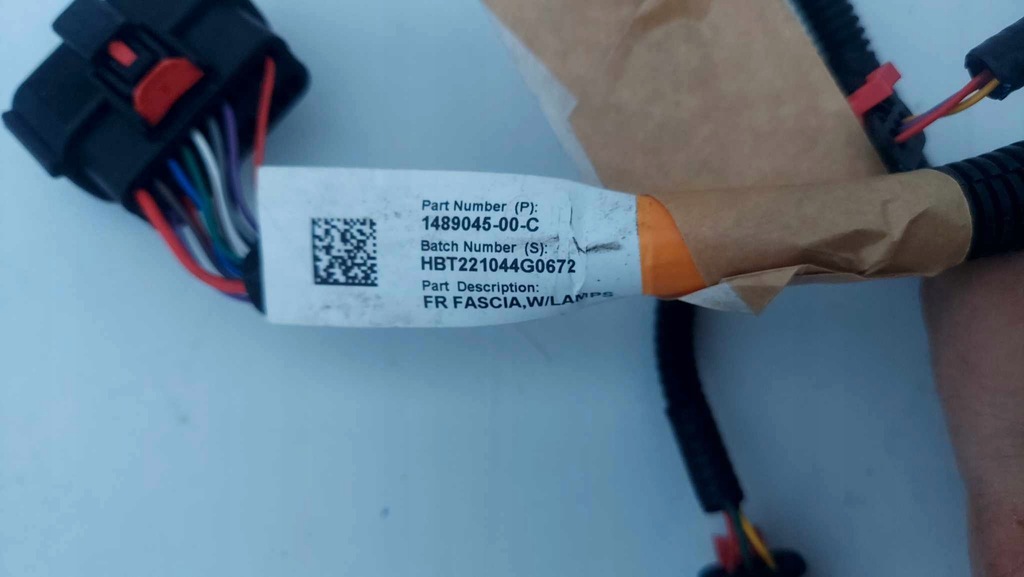 Part Number (P):
1489045-00-C
Batch Number (S):
HBT221044G0672
Part Description:
FR FASCIA,W/LAMPS